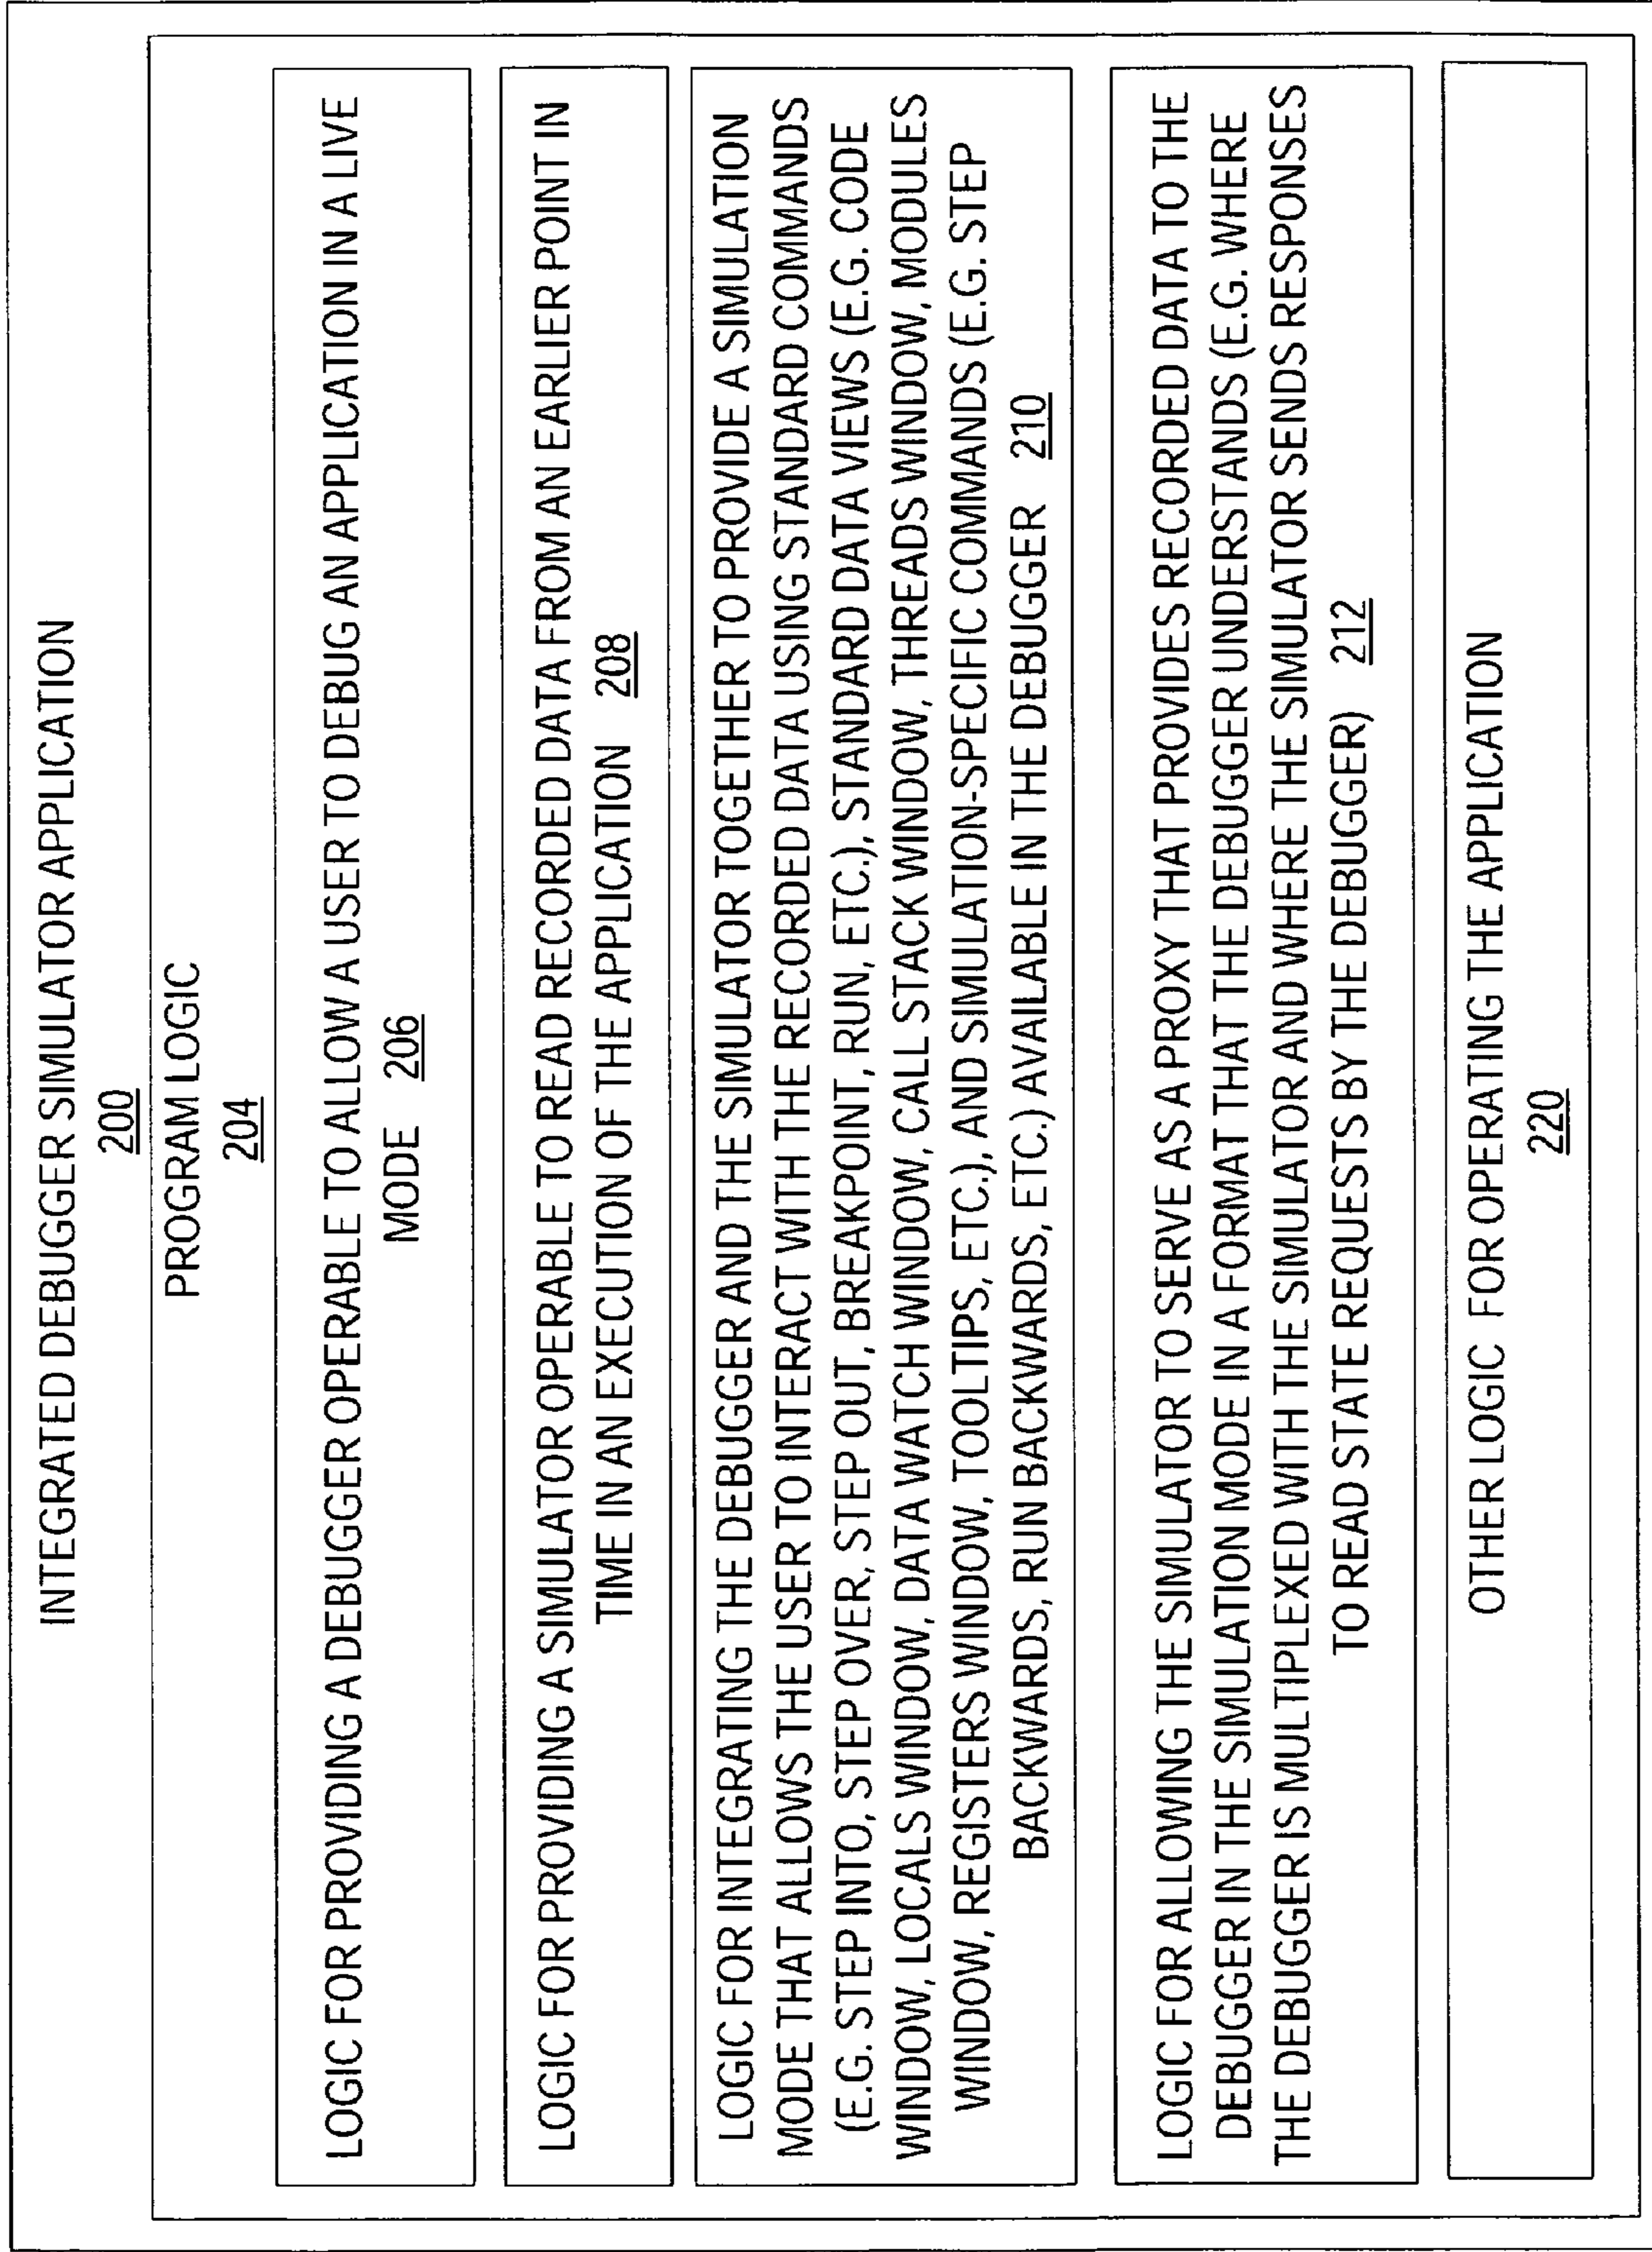 INTEGRATED DEBUGGER SIMULATOR APPLICATION
200
PROGRAM LOGIC
204
LOGIC FOR PROVIDING A DEBUGGER OPERABLE TO ALLOW A USER TO DEBUG AN APPLICATION IN A LIVE
MODE 206
LOGIC FOR PROVIDING A SIMULATOR OPERABLE TO READ RECORDED DATA FROM AN EARLIER POINT IN
TIME IN AN EXECUTION OF THE APPLICATION 208
LOGIC FOR INTEGRATING THE DEBUGGER AND THE SIMULATOR TOGETHER TO PROVIDE A SIMULATION
MODE THAT ALLOWS THE USER TO INTERACT WITH THE RECORDED DATA USING STANDARD COMMANDS
(E.G. STEP INTO, STEP OVER, STEP OUT, BREAKPOINT, RUN, ETC.), STANDARD DATA VIEWS (E.G. CODE
WINDOW, LOCALS WINDOW, DATA WATCH WINDOW, CALL STACK WINDOW, THREADS WINDOW, MODULES
WINDOW, REGISTERS WINDOW, TOOLTIPS, ETC.), AND SIMULATION-SPECIFIC COMMANDS (E.G. STEP
BACKWARDS, RUN BACKWARDS, ETC.) AVAILABLE IN THE DEBUGGER 210
LOGIC FOR ALLOWING THE SIMULATOR TO SERVE AS A PROXY THAT PROVIDES RECORDED DATA TO THE
DEBUGGER IN THE SIMULATION MODE IN A FORMAT THAT THE DEBUGGER UNDERSTANDS (E.G. WHERE
THE DEBUGGER IS MULTIPLEXED WITH THE SIMULATOR AND WHERE THE SIMULATOR SENDS RESPONSES
TO READ STATE REQUESTS BY THE DEBUGGER) 212
OTHER LOGIC FOR OPERATING THE APPLICATION
220